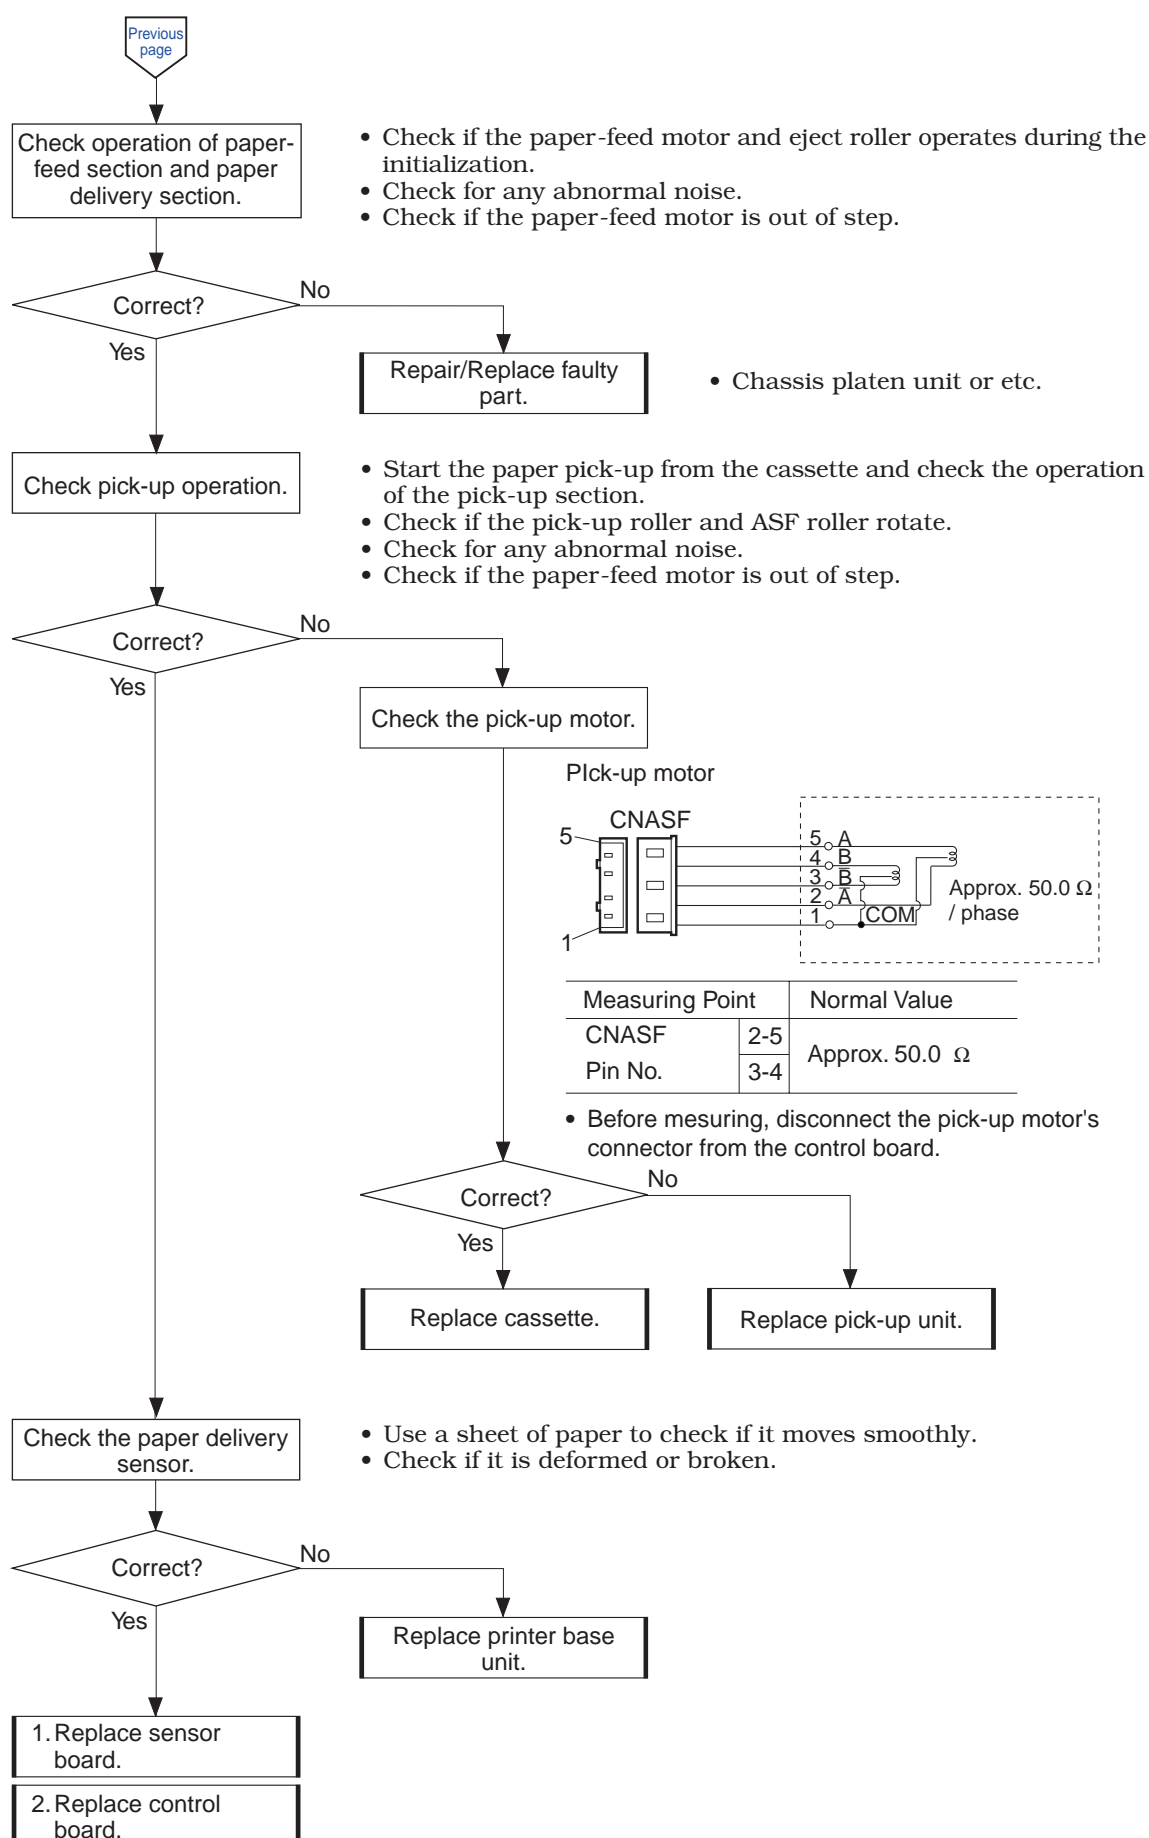 Previous
page
Check operation of paper-
feed section and paper
delivery section.
• Check if the paper-feed motor and eject roller operates during the
initialization.
• Check for any abnormal noise.
• Check if the paper-feed motor is out of step.
Correct?
No
Yes
Repair/Replace faulty
part.
• Chassis platen unit or etc.
Check pick-up operation.
• Start the paper pick-up from the cassette and check the operation
of the pick-up section.
• Check if the pick-up roller and ASF roller rotate.
• Check for any abnormal noise.
• Check if the paper-feed motor is out of step.
Correct?
No
Yes
Check the pick-up motor.
PIck-up motor
CNASF
5
1
5 A
4 B
3 B̅
2 A̅
1 COM
Approx. 50.0 Ω
/ phase
Measuring Point Normal Value
CNASF 2-5
Approx. 50.0 Ω
Pin No. 3-4
• Before mesuring, disconnect the pick-up motor's
connector from the control board.
Correct?
No
Yes
Replace cassette.
Replace pick-up unit.
Check the paper delivery
sensor.
• Use a sheet of paper to check if it moves smoothly.
• Check if it is deformed or broken.
Correct?
No
Yes
Replace printer base
unit.
1. Replace sensor
board.
2. Replace control
board.